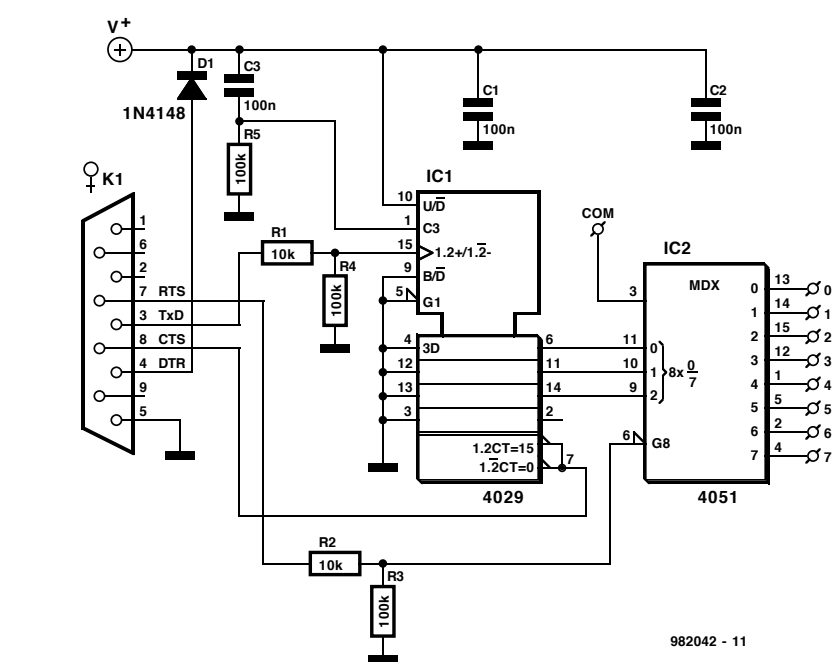 V+
D1
1N4148
C3
100n
C1
100n
C2
100n
R5
100k
K1
1
6
2
7 RTS
3 TxD
8 CTS
4 DTR
9
5
R1
10k
R4
100k
IC1
10 U/D̅
1 C3
15 1.2+/1.2̅-
9 B/D̅
5 G1
4 3D
12
13
3
6
11
14
2
1.2CT=15
1.2̅CT=0
7
4029
COM
IC2
MDX
3
11 0
10 1
9 2
8x 0/7
6 G8
0 13 0
1 14 1
2 15 2
3 12 3
4 1 4
5 5 5
6 2 6
7 4 7
4051
R2
10k
R3
100k
982042 - 11